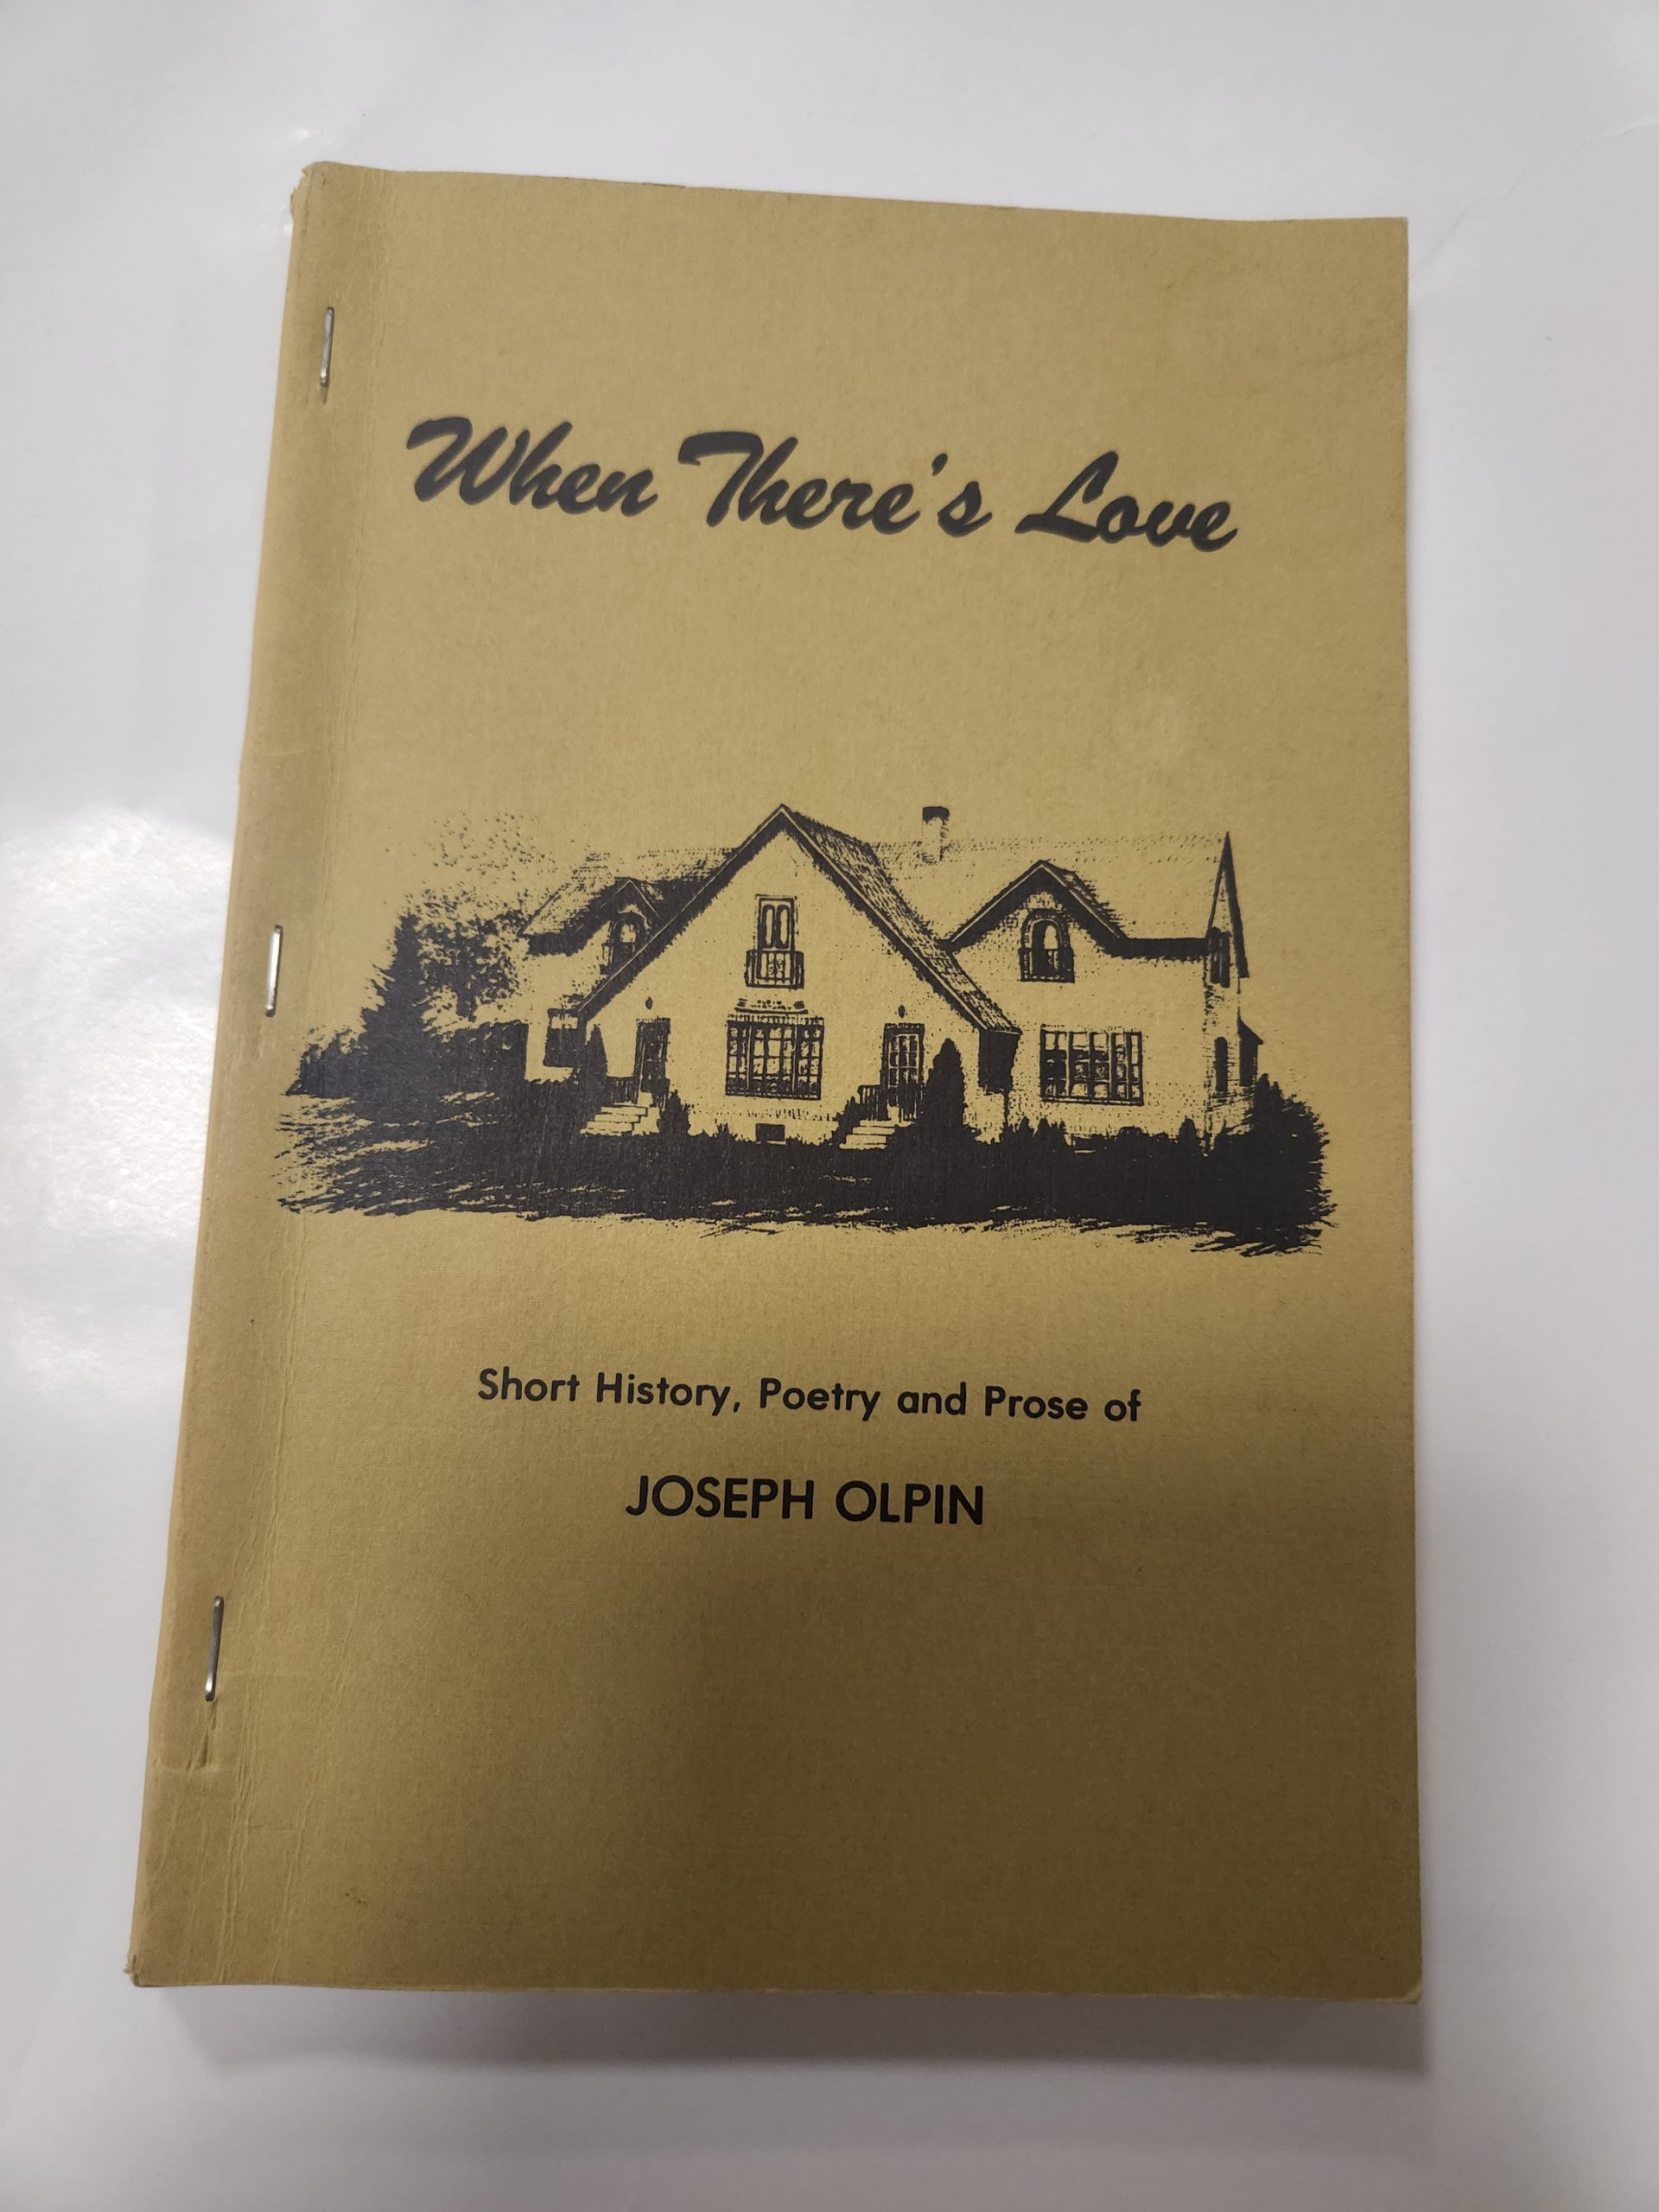 When There's Love
Short History, Poetry and Prose of
JOSEPH OLPIN